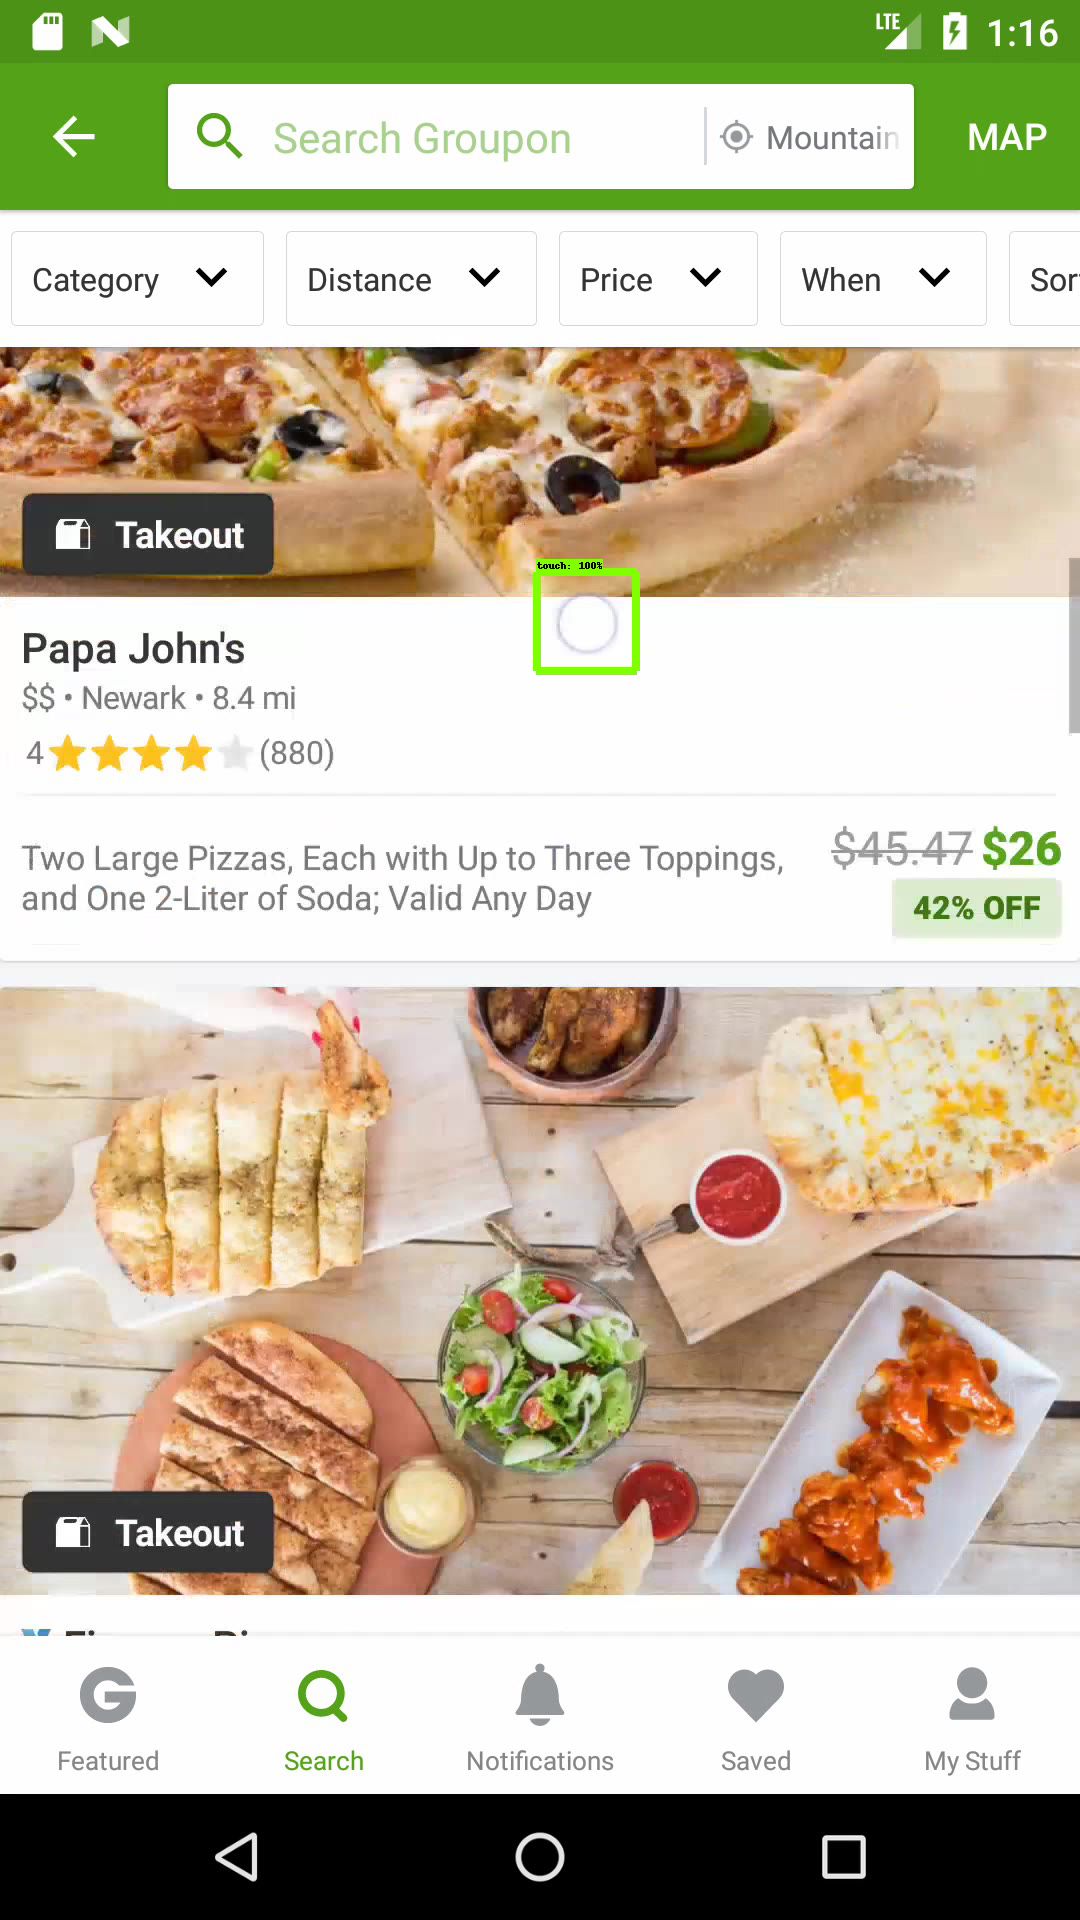 LTE 1:16
Search Groupon Mountain MAP
Category Distance Price When Sor
Takeout
touch: 100%
Papa John's
$$ • Newark • 8.4 mi
4 (880)
Two Large Pizzas, Each with Up to Three Toppings, $45.47 $26
and One 2-Liter of Soda; Valid Any Day 42% OFF
Takeout
Featured Search Notifications Saved My Stuff